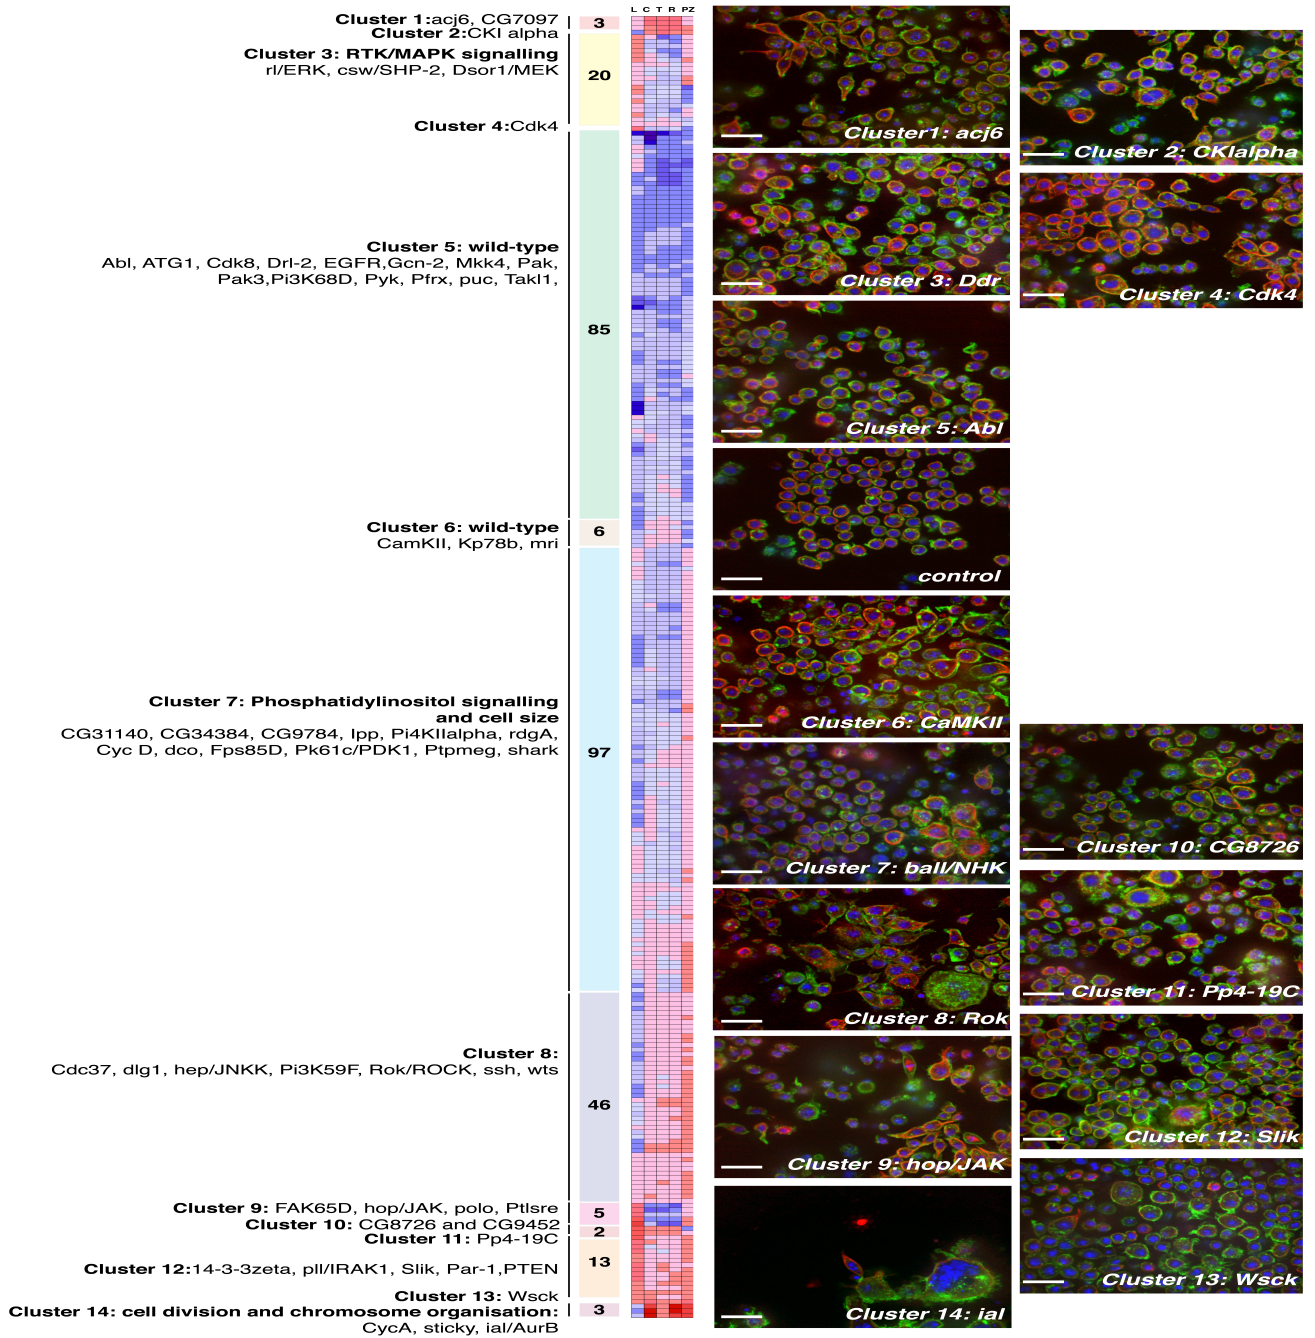 L C T R PZ
Cluster 1:acj6, CG7097
3
Cluster 2:CKI alpha
Cluster 3: RTK/MAPK signalling
rl/ERK, csw/SHP-2, Dsor1/MEK
20
Cluster 4:Cdk4
Cluster 5: wild-type
Abl, ATG1, Cdk8, Drl-2, EGFR,Gcn-2, Mkk4, Pak,
Pak3,Pi3K68D, Pyk, Pfrx, puc, Takl1,
85
Cluster 6: wild-type
CamKII, Kp78b, mri
6
Cluster 7: Phosphatidylinositol signalling
and cell size
CG31140, CG34384, CG9784, Ipp, Pi4KIIalpha, rdgA,
Cyc D, dco, Fps85D, Pk61c/PDK1, Ptpmeg, shark
97
Cluster 8:
Cdc37, dlg1, hep/JNKK, Pi3K59F, Rok/ROCK, ssh, wts
46
Cluster 9: FAK65D, hop/JAK, polo, Ptlsre
5
Cluster 10: CG8726 and CG9452
2
Cluster 11: Pp4-19C
Cluster 12:14-3-3zeta, pll/IRAK1, Slik, Par-1,PTEN
13
Cluster 13: Wsck
Cluster 14: cell division and chromosome organisation:
CycA, sticky, ial/AurB
3
Cluster1: acj6
Cluster 2: CKIalpha
Cluster 3: Ddr
Cluster 4: Cdk4
Cluster 5: Abl
control
Cluster 6: CaMKII
Cluster 7: ball/NHK
Cluster 8: Rok
Cluster 9: hop/JAK
Cluster 10: CG8726
Cluster 11: Pp4-19C
Cluster 12: Slik
Cluster 13: Wsck
Cluster 14: ial